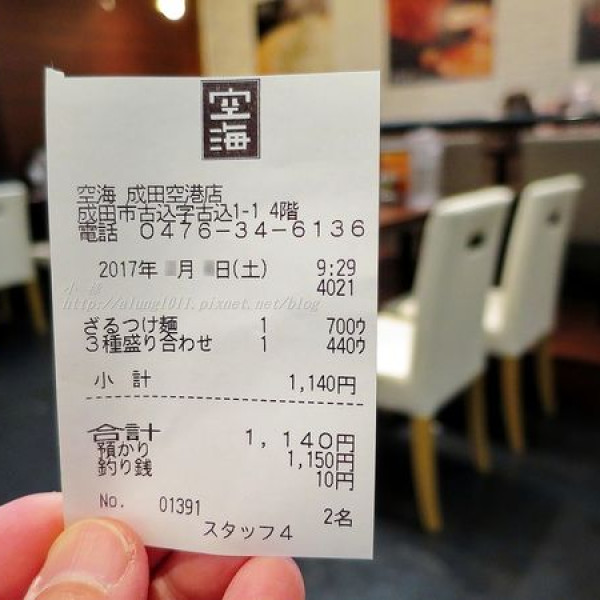 空海
空海 成田空港店
成田市古込字古込1-1 4階
電話 0476-34-6136
2017年 月 日(土) 9:29
4021
http://alung1011.pixnet.net/blog
ざるつけ麺 1 700ウ
3種盛り合わせ 1 440ウ
小 計 1,140円
合計 1,140円
預かり 1,150円
釣り銭 10円
No. 01391 2名
スタッフ4